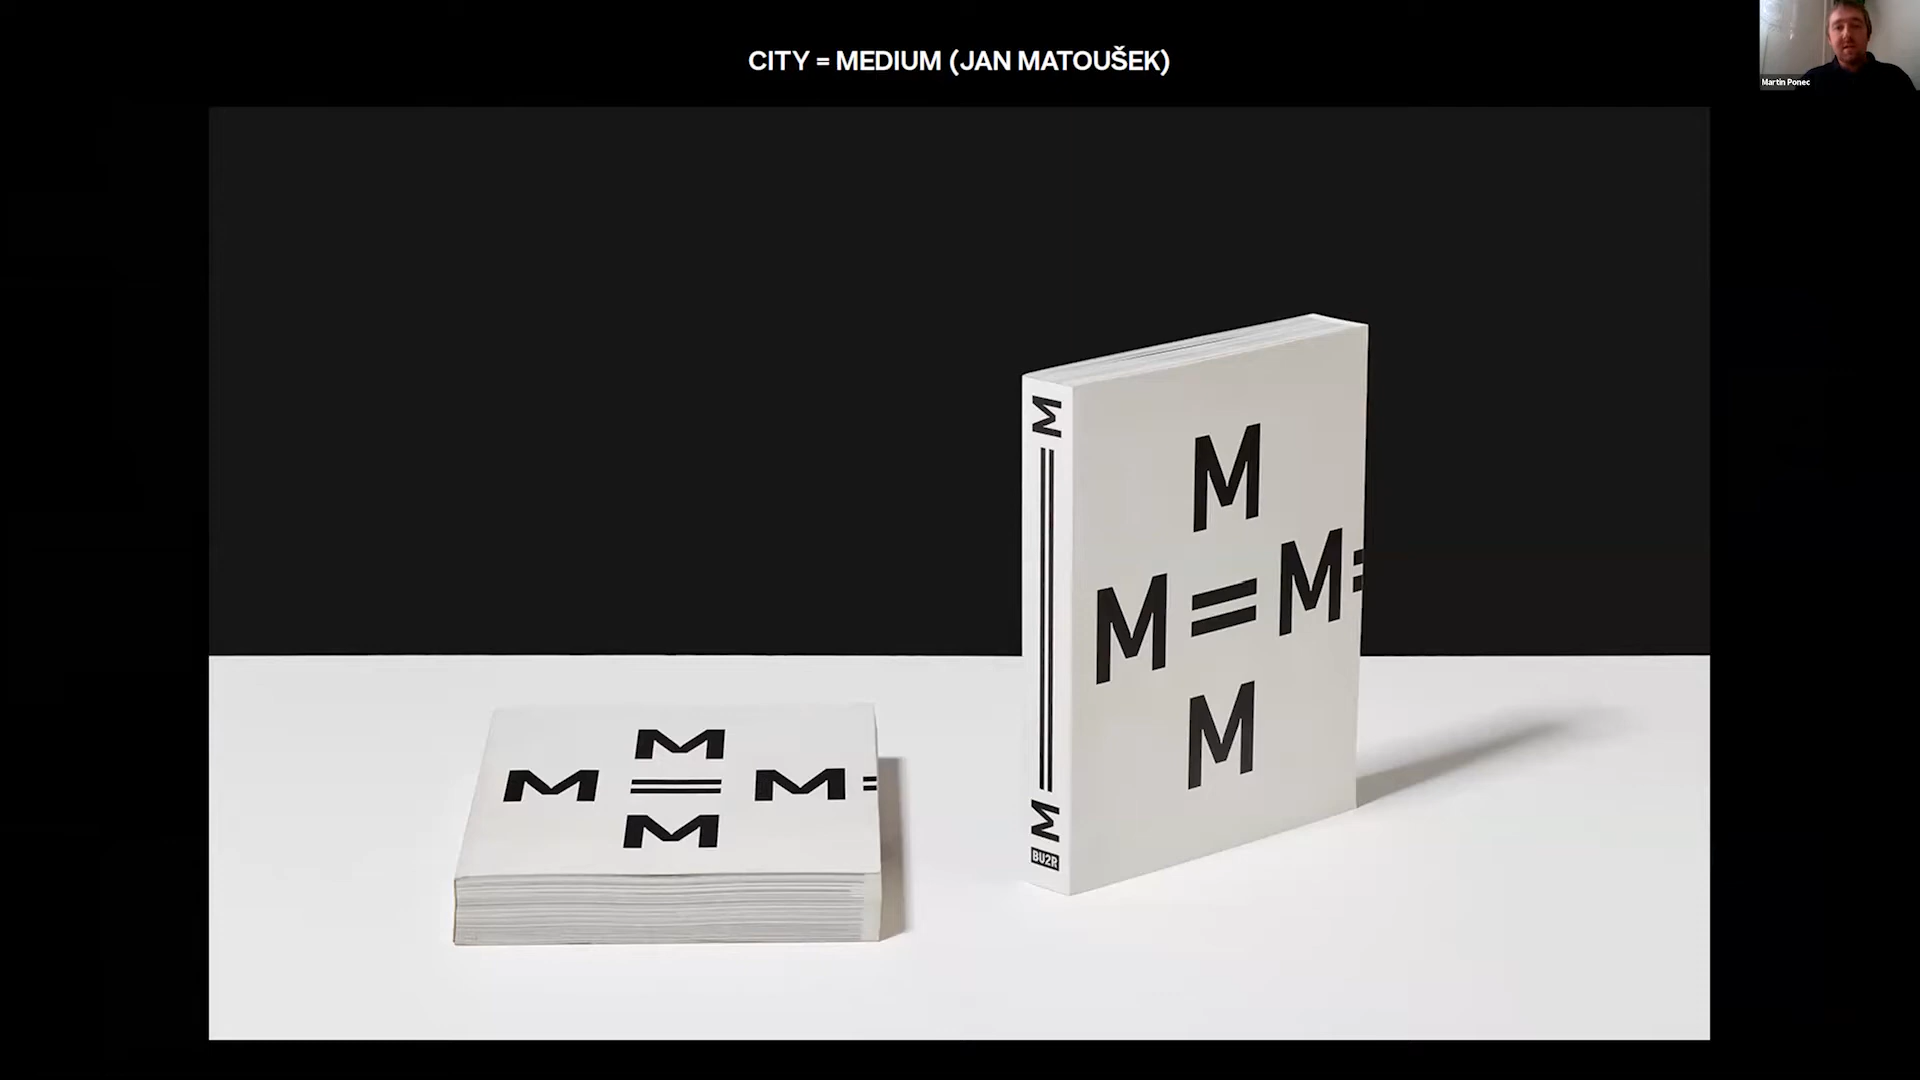 CITY = MEDIUM (JAN MATOUŠEK)
Martin Ponec
M
M = M =
M
M = M
BU2R
M
M = M =
M